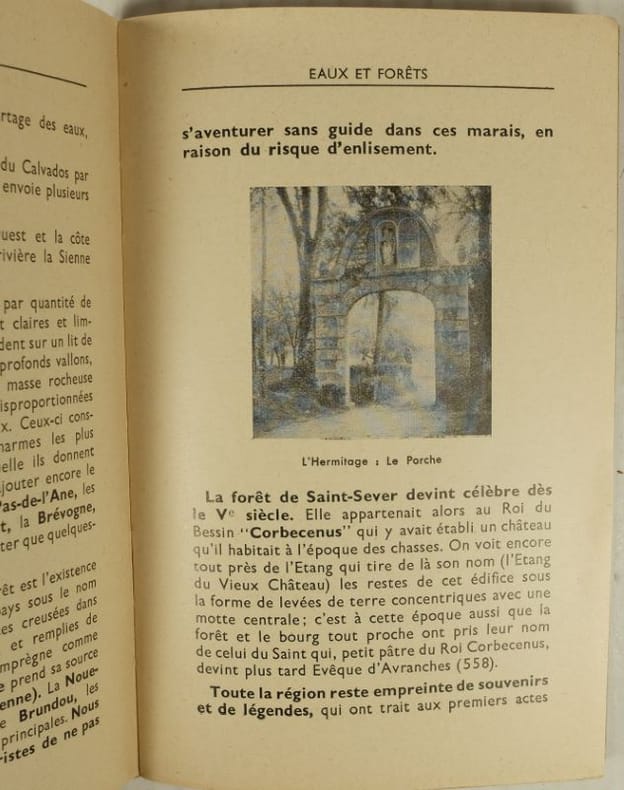 rtage des eaux,
du Calvados par
envoie plusieurs
uest et la côte
rivière la Sienne
par quantité de
t claires et lim-
dent sur un lit de
profonds vallons,
masse rocheuse
isproportionnées
x. Ceux-ci cons-
harmes les plus
uelle ils donnent
jouter encore le
Pas-de-l'Ane, les
t, la Brévogne,
ter que quelques-
rêt est l'existence
pays sous le nom
es creusées dans
et remplies de
mprègne comme
e prend sa source
enne). La Noue-
e Brundou, les
principales. Nous
ristes de ne pas
EAUX ET FORÊTS
s'aventurer sans guide dans ces marais, en
raison du risque d'enlisement.
L'Hermitage : Le Porche
La forêt de Saint-Sever devint célèbre dès
le Ve siècle. Elle appartenait alors au Roi du
Bessin "Corbecenus" qui y avait établi un château
qu'il habitait à l'époque des chasses. On voit encore
tout près de l'Etang qui tire de là son nom (l'Etang
du Vieux Château) les restes de cet édifice sous
la forme de levées de terre concentriques avec une
motte centrale ; c'est à cette époque aussi que la
forêt et le bourg tout proche ont pris leur nom
de celui du Saint qui, petit pâtre du Roi Corbecenus,
devint plus tard Evêque d'Avranches (558).
Toute la région reste empreinte de souvenirs
et de légendes, qui ont trait aux premiers actes